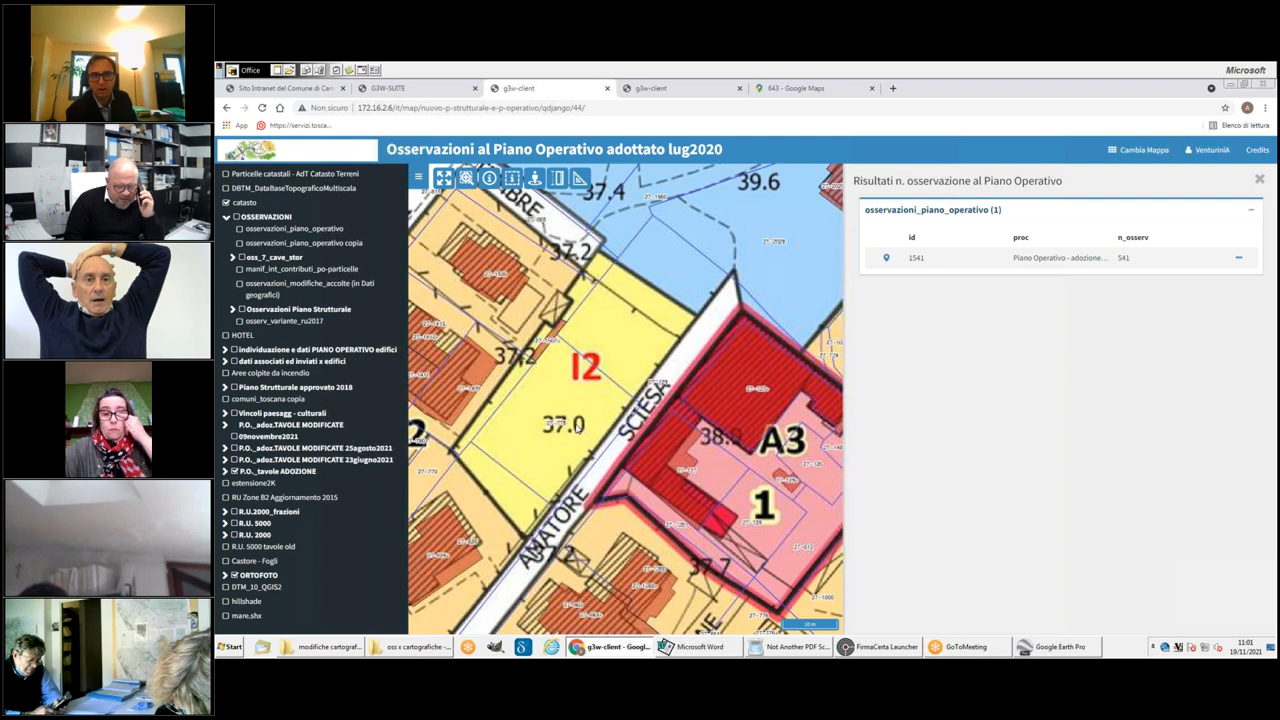 Office
Microsoft
Sito Intranet del Comune di Car
G3W-SUITE
g3w-client
g3w-client
643 - Google Maps
Non sicuro
172.16.2.6/it/map/nuovo-p-strutturale-e-p-operativo/qdjango/44/
App
https://servizi.tosca...
Elenco di lettura
Osservazioni al Piano Operativo adottato lug2020
Cambia Mappa
VenturiniA
Credits
Particelle catastali - AdT Catasto Terreni
DBTM_DataBaseTopograficoMultiscala
catasto
OSSERVAZIONI
osservazioni_piano_operativo
osservazioni_piano_operativo copia
oss_7_cave_stor
manif_int_contributi_po-particelle
osservazioni_modifiche_accolte (in Dati
geografici)
Osservazioni Piano Strutturale
osserv_variante_ru2017
HOTEL
individuazione e dati PIANO OPERATIVO edifici
dati associati ed inviati x edifici
Aree colpite da incendio
Piano Strutturale approvato 2018
comuni_toscana copia
Vincoli paesagg - culturali
P.O._adoz.TAVOLE MODIFICATE
09novembre2021
P.O._adoz.TAVOLE MODIFICATE 25agosto2021
P.O._adoz.TAVOLE MODIFICATE 23giugno2021
P.O._tavole ADOZIONE
estensione2K
RU Zone B2 Aggiornamento 2015
R.U.2000_frazioni
R.U. 5000
R.U. 2000
R.U. 5000 tavole old
Castore - Fogli
ORTOFOTO
DTM_10_QGIS2
hillshade
mare.shx
37.4
39.6
37.2
37.2
I2
37.0
SCIESA
AMATORE
A3
1
37.7
27-779
27-1000
10 m
Risultati n. osservazione al Piano Operativo
osservazioni_piano_operativo (1)
id
proc
n_osserv
1541
Piano Operativo - adozione...
541
Start
modifiche cartograf...
oss x cartografiche -...
g3w-client - Googl...
Microsoft Word
Not Another PDF Sc...
FirmaCerta Launcher
GoToMeeting
Google Earth Pro
11:01
19/11/2021